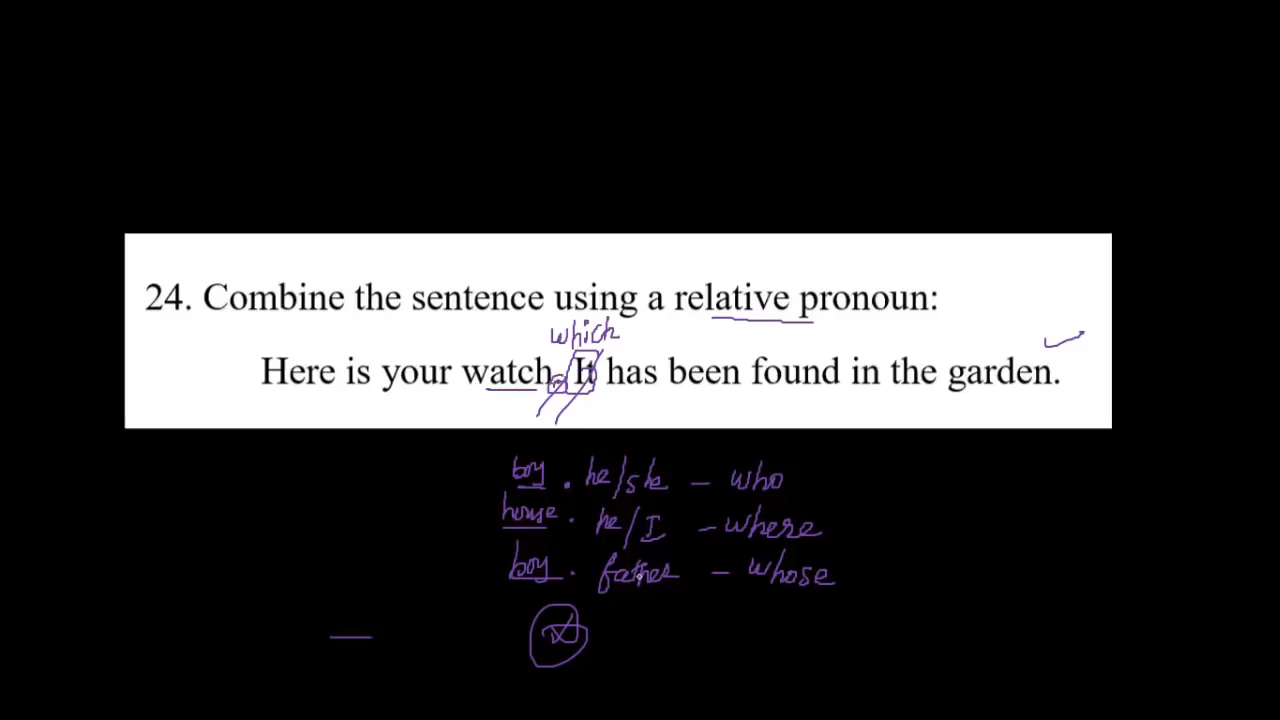 24. Combine the sentence using a relative pronoun:
which
Here is your watch. It has been found in the garden.
boy . he/she - who
house . he/I - where
boy . father - whose